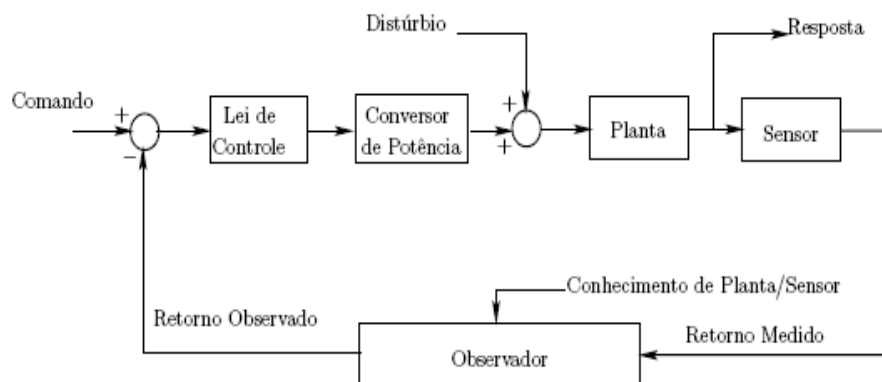 Distúrbio
Resposta
Comando
+
−
Lei de
Controle
Conversor
de Potência
+
+
Planta
Sensor
Conhecimento de Planta/Sensor
Retorno Observado
Retorno Medido
Observador